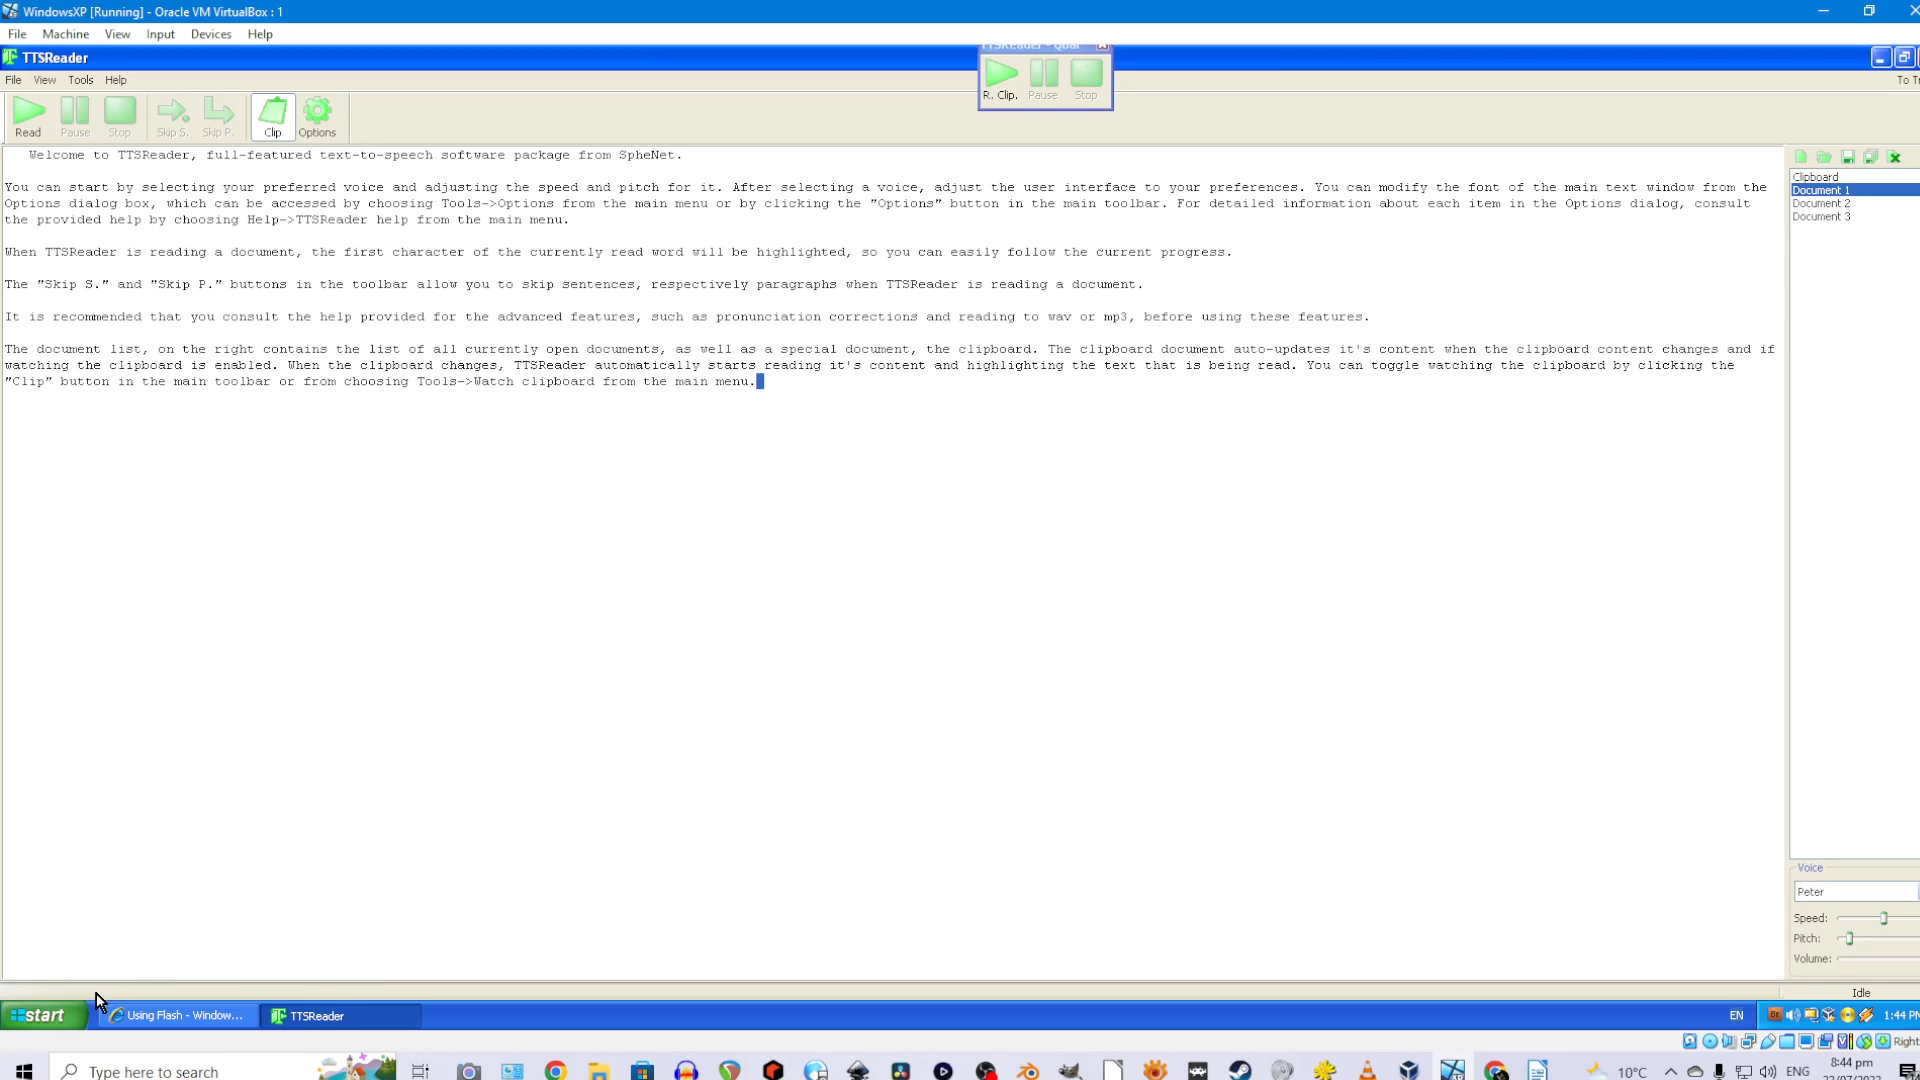 WindowsXP [Running] - Oracle VM VirtualBox : 1
File Machine View Input Devices Help
TTSReader
TTSReader - Qbar
File View Tools Help
R. Clip. Pause Stop
Read Pause Stop Skip S. Skip P. Clip Options
Welcome to TTSReader, full-featured text-to-speech software package from SpheNet.
You can start by selecting your preferred voice and adjusting the speed and pitch for it. After selecting a voice, adjust the user interface to your preferences. You can modify the font of the main text window from the
Options dialog box, which can be accessed by choosing Tools->Options from the main menu or by clicking the "Options" button in the main toolbar. For detailed information about each item in the Options dialog, consult
the provided help by choosing Help->TTSReader help from the main menu.
When TTSReader is reading a document, the first character of the currently read word will be highlighted, so you can easily follow the current progress.
The "Skip S." and "Skip P." buttons in the toolbar allow you to skip sentences, respectively paragraphs when TTSReader is reading a document.
It is recommended that you consult the help provided for the advanced features, such as pronunciation corrections and reading to wav or mp3, before using these features.
The document list, on the right contains the list of all currently open documents, as well as a special document, the clipboard. The clipboard document auto-updates it's content when the clipboard content changes and if
watching the clipboard is enabled. When the clipboard changes, TTSReader automatically starts reading it's content and highlighting the text that is being read. You can toggle watching the clipboard by clicking the
"Clip" button in the main toolbar or from choosing Tools->Watch clipboard from the main menu.
To
Clipboard
Document 1
Document 2
Document 3
Voice
Peter
Speed:
Pitch:
Volume:
Idle
start Using Flash - Window... TTSReader EN 1:44 PM
Right
Type here to search 10°C ENG 8:44 pm